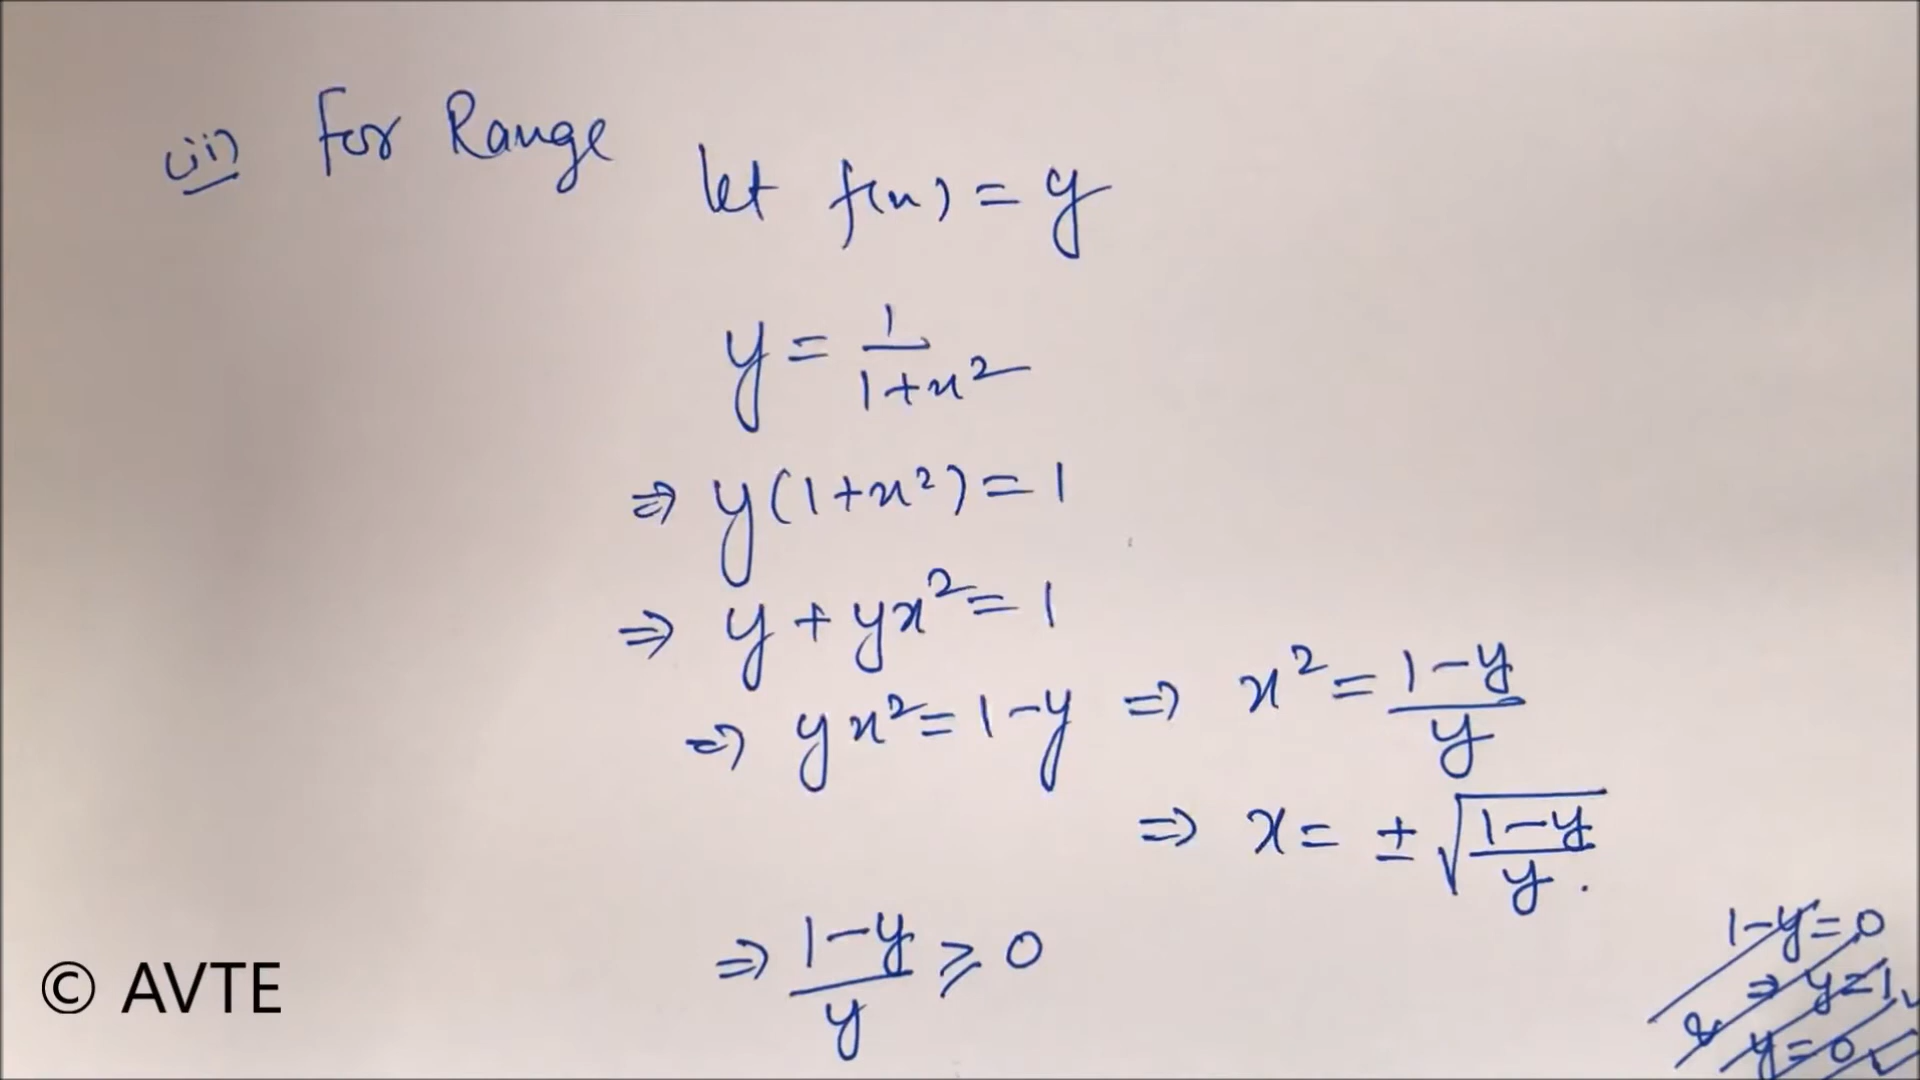 (ii) For Range
let f(x) = y
y = 1/(1+x²)
⇒ y(1+x²) = 1
⇒ y + yx² = 1
⇒ yx² = 1-y ⇒ x² = (1-y)/y
⇒ x = ± √((1-y)/y).
⇒ (1-y)/y ⩾ 0
1-y=0
⇒ y=1
& y=0
© AVTE